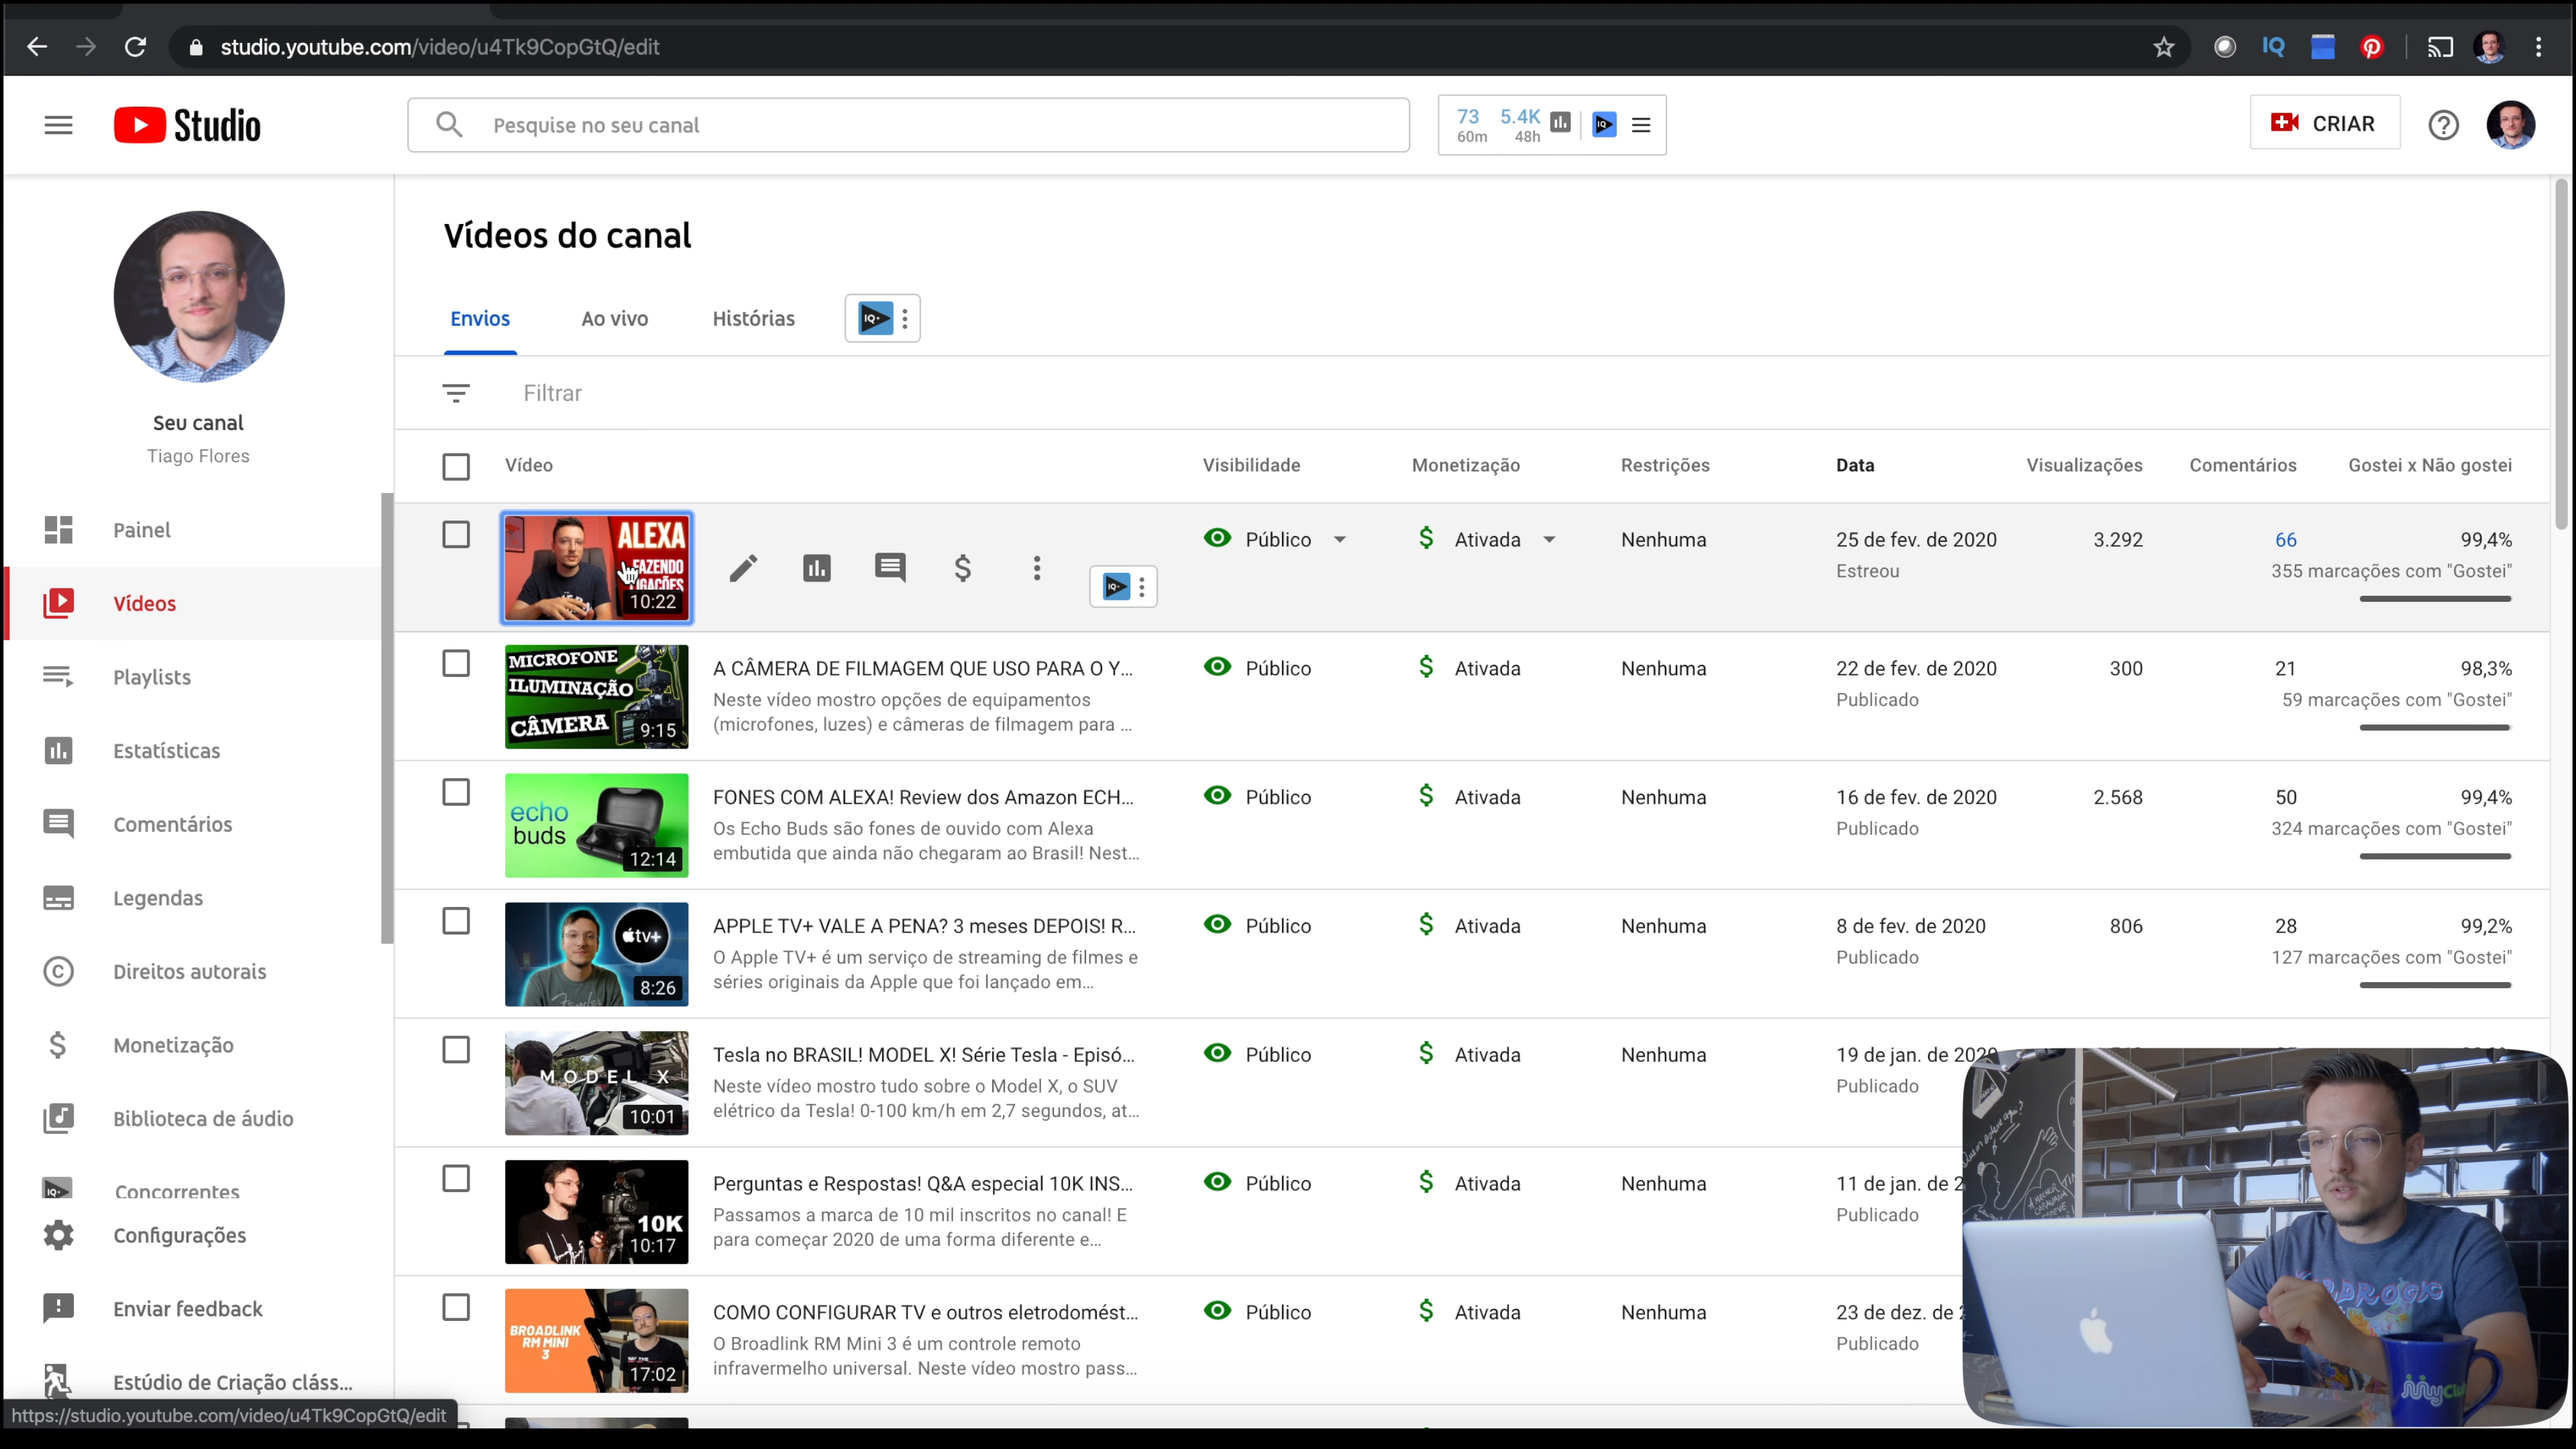 studio.youtube.com/video/u4Tk9CopGtQ/edit
IQ
Studio
Pesquise no seu canal
73 5.4K
60m 48h
IQ
CRIAR
Seu canal
Tiago Flores
Painel
Vídeos
Playlists
Estatísticas
Comentários
Legendas
Direitos autorais
Monetização
Biblioteca de áudio
Concorrentes
Configurações
Enviar feedback
Estúdio de Criação cláss...
https://studio.youtube.com/video/u4Tk9CopGtQ/edit
Vídeos do canal
Envios Ao vivo Histórias IQ+
Filtrar
Vídeo Visibilidade Monetização Restrições Data Visualizações Comentários Gostei x Não gostei
ALEXA
FAZENDO
10:22
IQ+
Público Ativada Nenhuma 25 de fev. de 2020 3.292 66 99,4%
Estreou 355 marcações com "Gostei"
MICROFONE
ILUMINAÇÃO
CÂMERA
9:15
A CÂMERA DE FILMAGEM QUE USO PARA O Y...
Neste vídeo mostro opções de equipamentos
(microfones, luzes) e câmeras de filmagem para ...
Público Ativada Nenhuma 22 de fev. de 2020 300 21 98,3%
Publicado 59 marcações com "Gostei"
echo
buds
12:14
FONES COM ALEXA! Review dos Amazon ECH...
Os Echo Buds são fones de ouvido com Alexa
embutida que ainda não chegaram ao Brasil! Nest...
Público Ativada Nenhuma 16 de fev. de 2020 2.568 50 99,4%
Publicado 324 marcações com "Gostei"
tv+
8:26
APPLE TV+ VALE A PENA? 3 meses DEPOIS! R...
O Apple TV+ é um serviço de streaming de filmes e
séries originais da Apple que foi lançado em...
Público Ativada Nenhuma 8 de fev. de 2020 806 28 99,2%
Publicado 127 marcações com "Gostei"
MODEL X
10:01
Tesla no BRASIL! MODEL X! Série Tesla - Episó...
Neste vídeo mostro tudo sobre o Model X, o SUV
elétrico da Tesla! 0-100 km/h em 2,7 segundos, at...
Público Ativada Nenhuma 19 de jan. de 2020
Publicado
10K
10:17
Perguntas e Respostas! Q&A especial 10K INS...
Passamos a marca de 10 mil inscritos no canal! E
para começar 2020 de uma forma diferente e...
Público Ativada Nenhuma 11 de jan. de 2
Publicado
BROADLINK
RM MINI
3
17:02
COMO CONFIGURAR TV e outros eletrodomést...
O Broadlink RM Mini 3 é um controle remoto
infravermelho universal. Neste vídeo mostro pass...
Público Ativada Nenhuma 23 de dez. de
Publicado